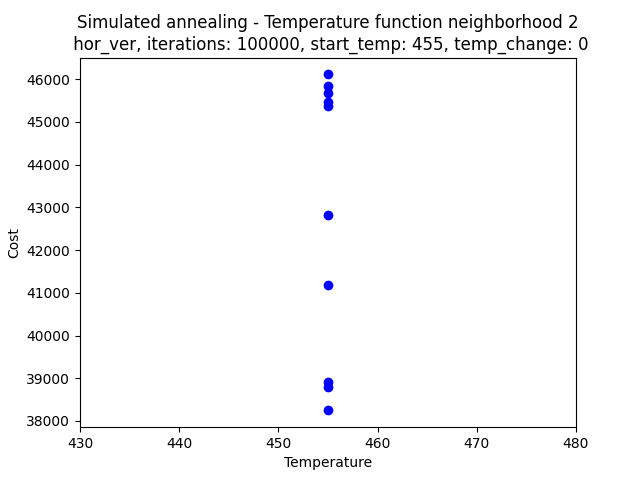 Simulated annealing - Temperature function neighborhood 2
hor_ver, iterations: 100000, start_temp: 455, temp_change: 0
46000
45000
44000
43000
42000
41000
40000
39000
38000
Cost
430 440 450 460 470 480
Temperature